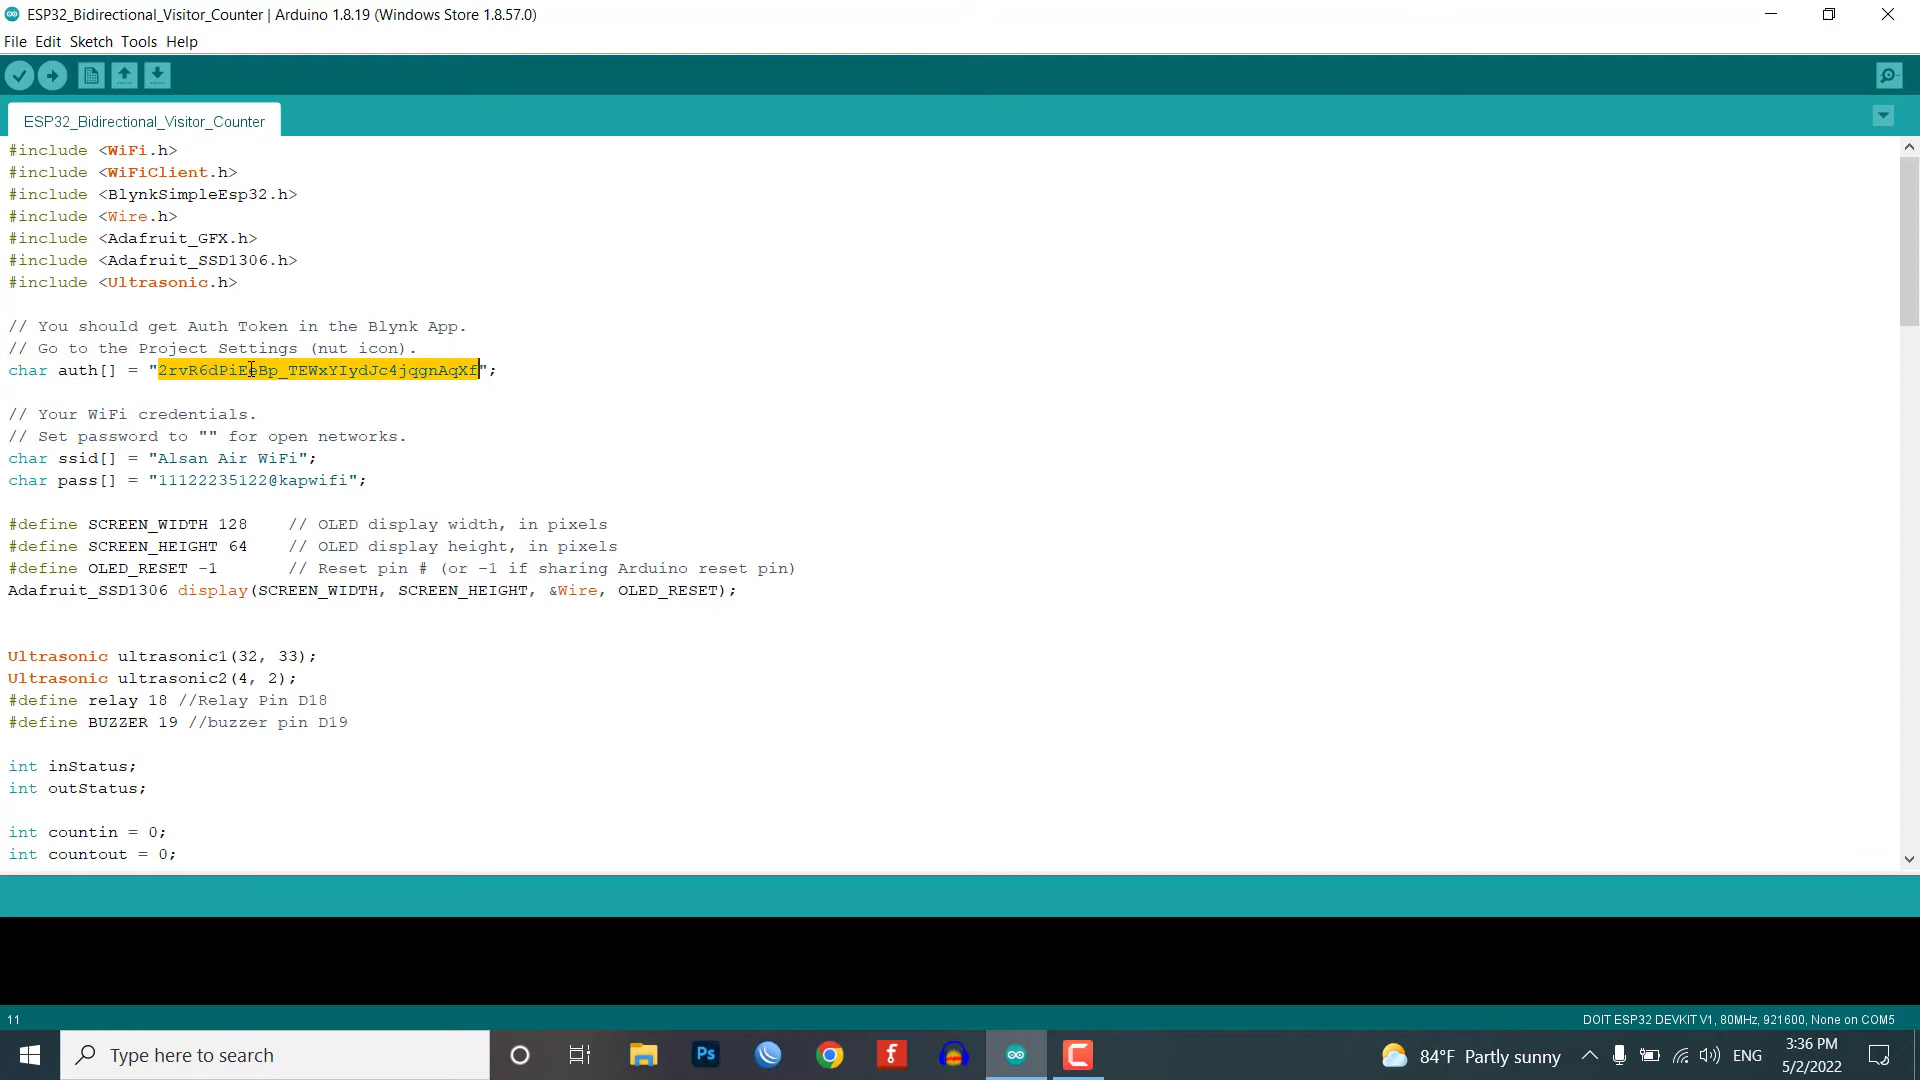 ESP32_Bidirectional_Visitor_Counter | Arduino 1.8.19 (Windows Store 1.8.57.0)
File Edit Sketch Tools Help
ESP32_Bidirectional_Visitor_Counter
#include <WiFi.h>
#include <WiFiClient.h>
#include <BlynkSimpleEsp32.h>
#include <Wire.h>
#include <Adafruit_GFX.h>
#include <Adafruit_SSD1306.h>
#include <Ultrasonic.h>
// You should get Auth Token in the Blynk App.
// Go to the Project Settings (nut icon).
char auth[] = "2rvR6dPiEeBp_TEWxYIydJc4jqgnAqXf";
// Your WiFi credentials.
// Set password to "" for open networks.
char ssid[] = "Alsan Air WiFi";
char pass[] = "11122235122@kapwifi";
#define SCREEN_WIDTH 128 // OLED display width, in pixels
#define SCREEN_HEIGHT 64 // OLED display height, in pixels
#define OLED_RESET -1 // Reset pin # (or -1 if sharing Arduino reset pin)
Adafruit_SSD1306 display(SCREEN_WIDTH, SCREEN_HEIGHT, &Wire, OLED_RESET);
Ultrasonic ultrasonic1(32, 33);
Ultrasonic ultrasonic2(4, 2);
#define relay 18 //Relay Pin D18
#define BUZZER 19 //buzzer pin D19
int inStatus;
int outStatus;
int countin = 0;
int countout = 0;
11 DOIT ESP32 DEVKIT V1, 80MHz, 921600, None on COM5
Type here to search
Ps
84°F Partly sunny
ENG
3:36 PM
5/2/2022